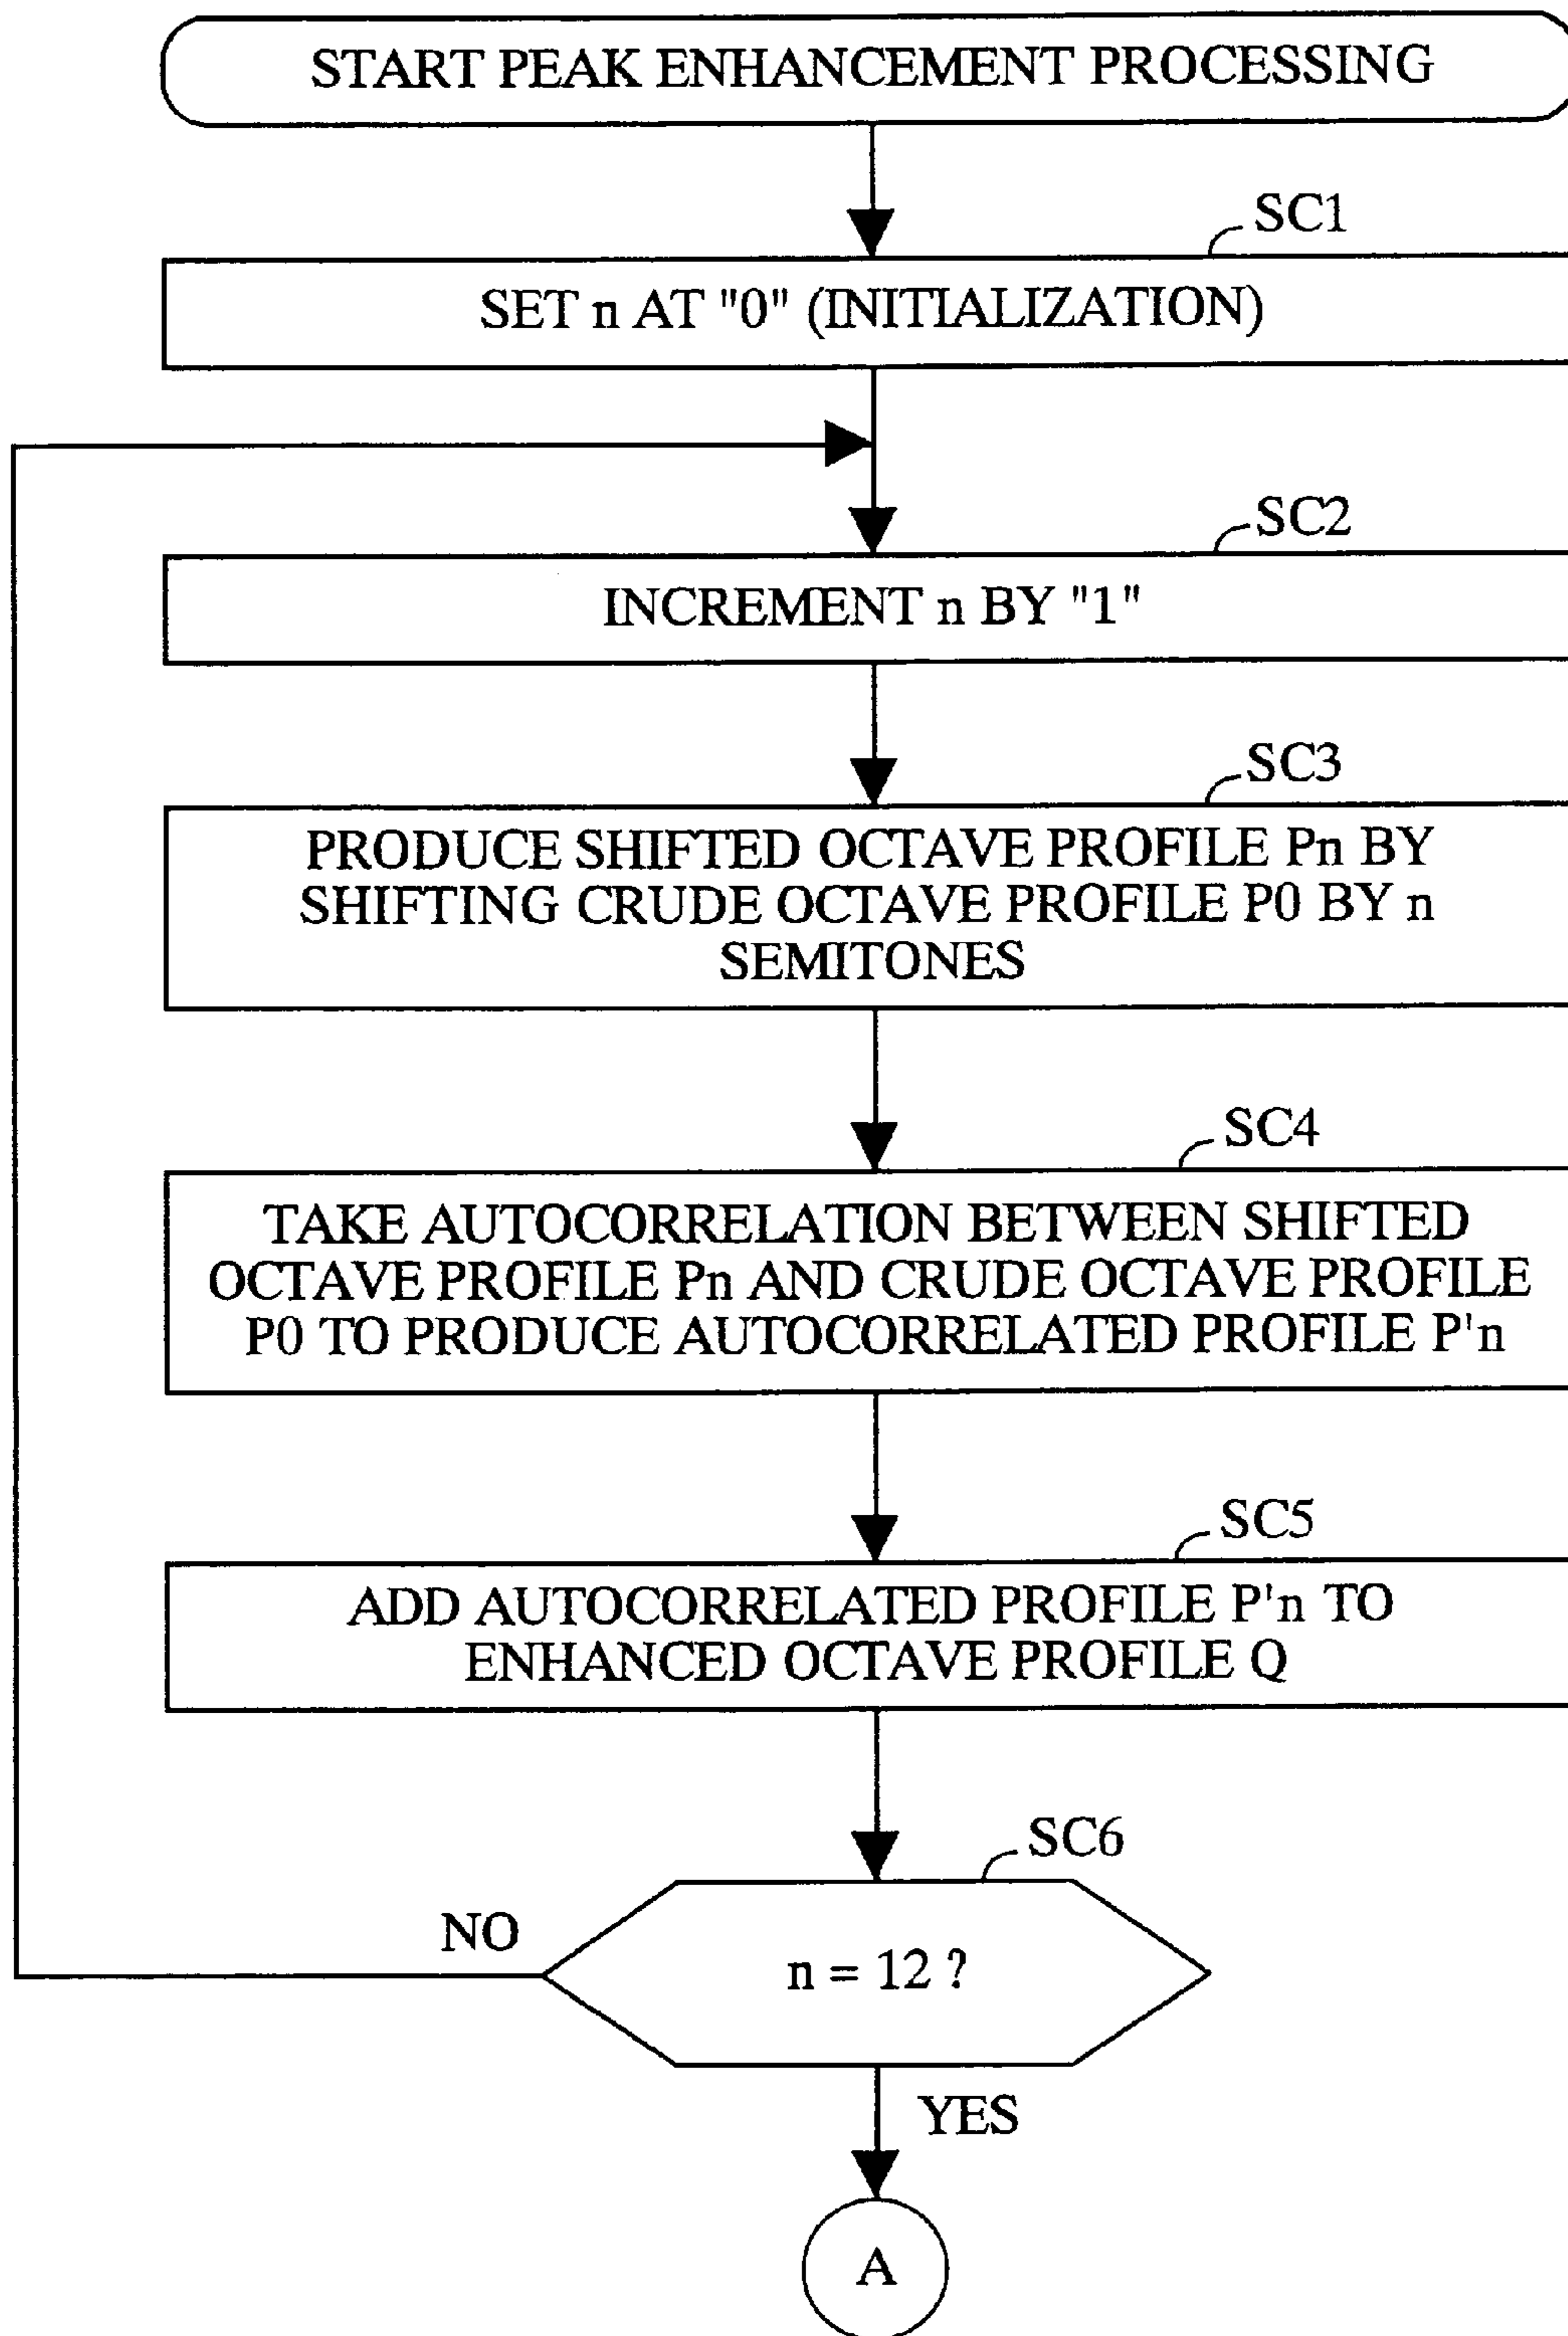 START PEAK ENHANCEMENT PROCESSING
SC1
SET n AT "0" (INITIALIZATION)
SC2
INCREMENT n BY "1"
SC3
PRODUCE SHIFTED OCTAVE PROFILE Pn BY
SHIFTING CRUDE OCTAVE PROFILE P0 BY n
SEMITONES
SC4
TAKE AUTOCORRELATION BETWEEN SHIFTED
OCTAVE PROFILE Pn AND CRUDE OCTAVE PROFILE
P0 TO PRODUCE AUTOCORRELATED PROFILE P'n
SC5
ADD AUTOCORRELATED PROFILE P'n TO
ENHANCED OCTAVE PROFILE Q
SC6
NO
n = 12 ?
YES
A